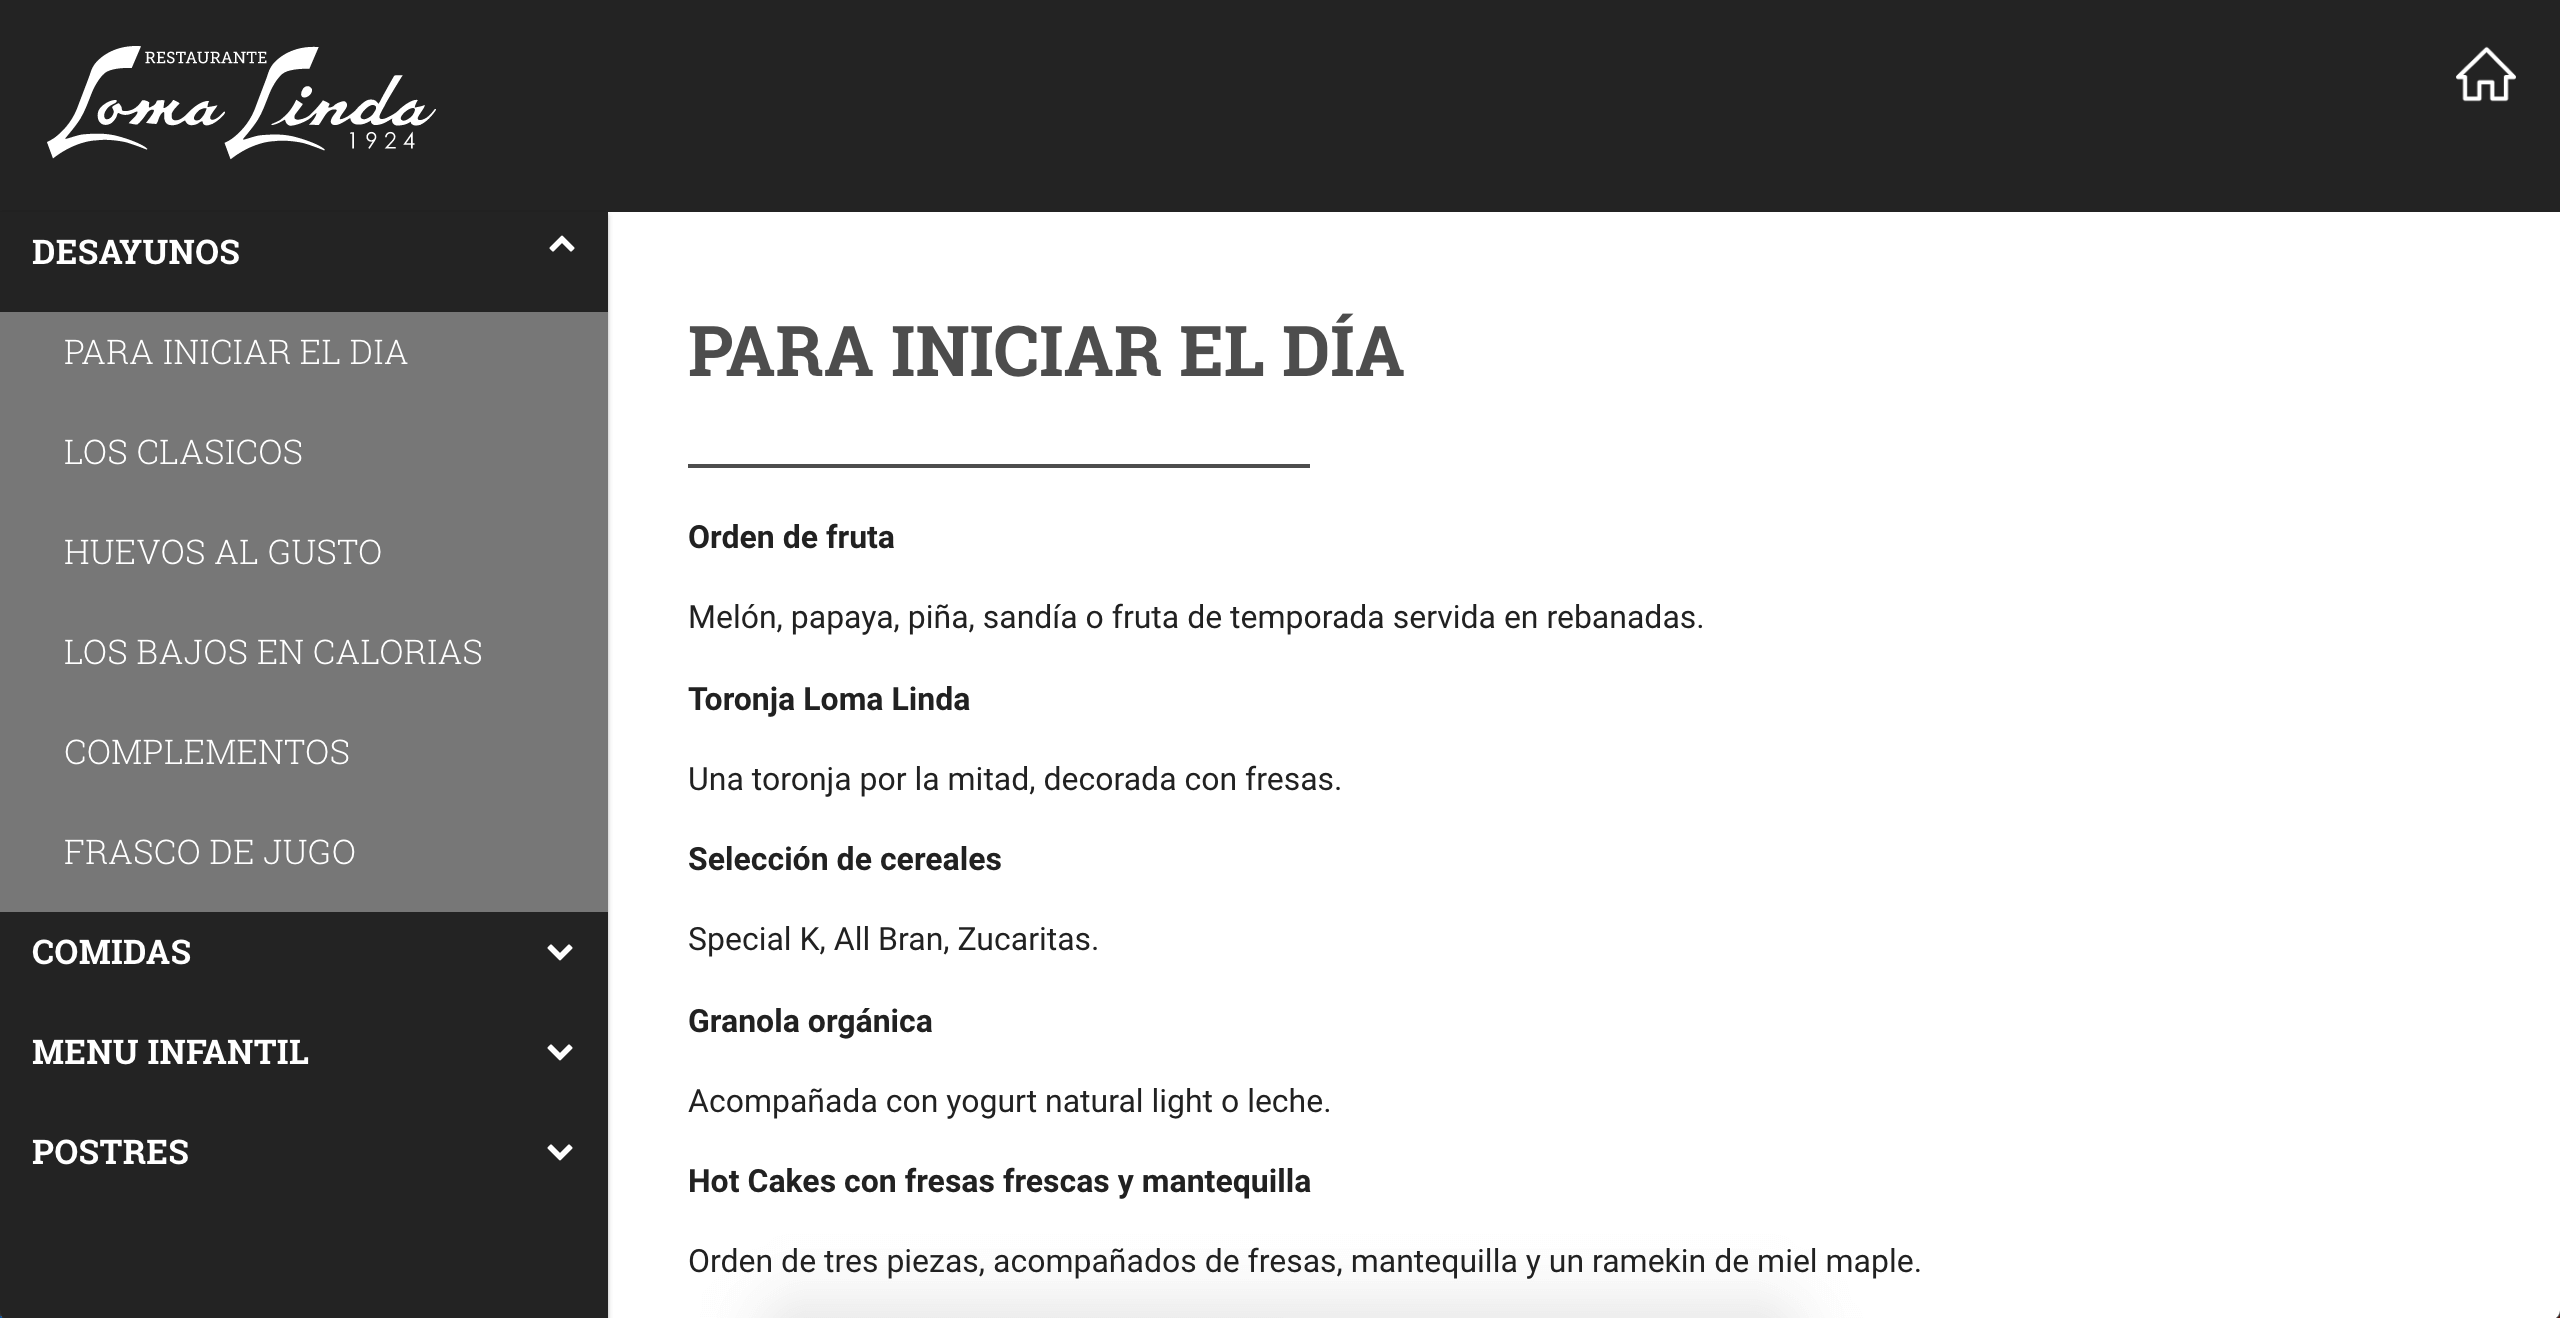 RESTAURANTE
Loma Linda
1924
DESAYUNOS
PARA INICIAR EL DIA
LOS CLASICOS
HUEVOS AL GUSTO
LOS BAJOS EN CALORIAS
COMPLEMENTOS
FRASCO DE JUGO
COMIDAS
MENU INFANTIL
POSTRES
PARA INICIAR EL DÍA
Orden de fruta
Melón, papaya, piña, sandía o fruta de temporada servida en rebanadas.
Toronja Loma Linda
Una toronja por la mitad, decorada con fresas.
Selección de cereales
Special K, All Bran, Zucaritas.
Granola orgánica
Acompañada con yogurt natural light o leche.
Hot Cakes con fresas frescas y mantequilla
Orden de tres piezas, acompañados de fresas, mantequilla y un ramekin de miel maple.